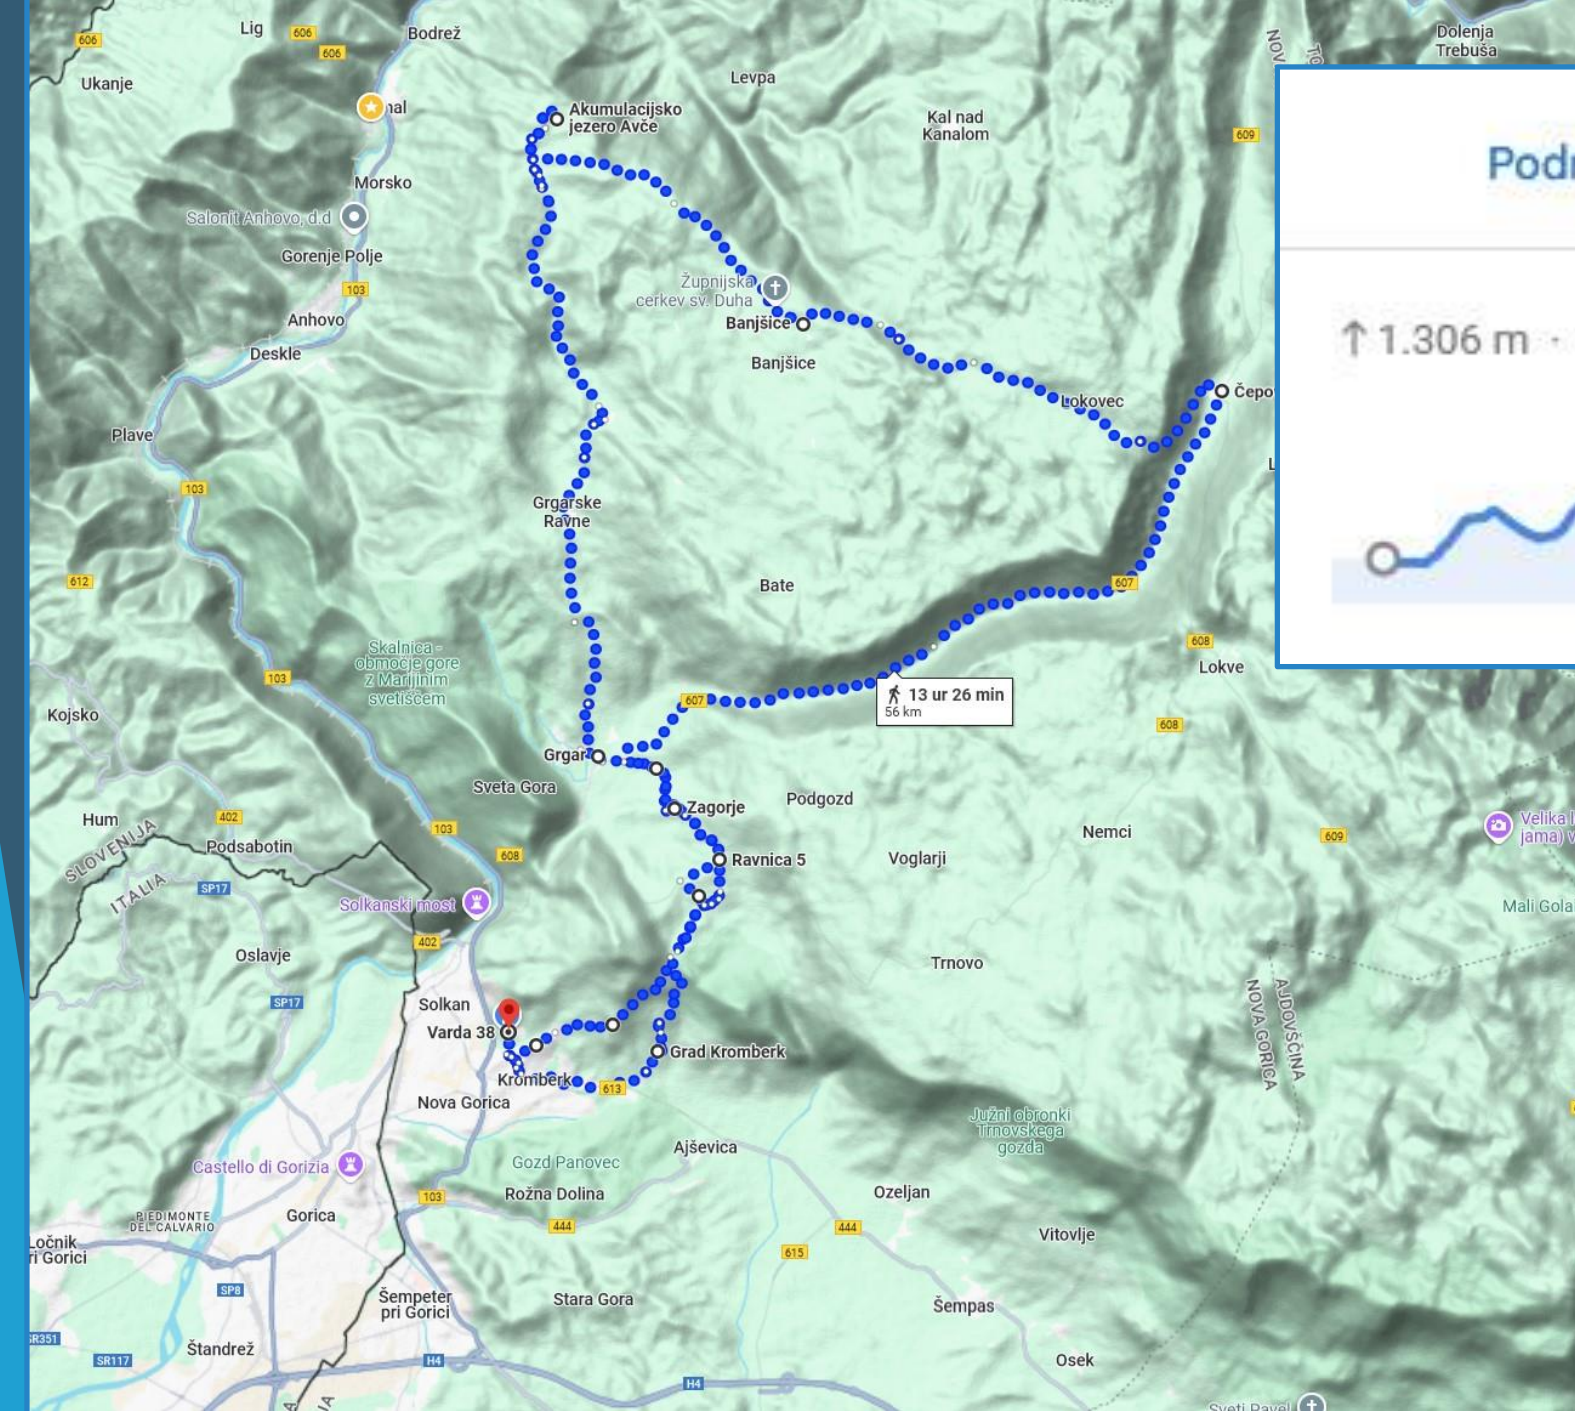 606
Lig
606
606
Bodrež
Ukanje
Levpa
Akumulacijsko
jezero Avče
Kal nad
Kanalom
Dolenja
Trebuša
609
Morsko
Salonit Anhovo, d.d
Gorenje Polje
103
Anhovo
Deskle
Župnijska
cerkev sv. Duha
Banjšice
Banjšice
↑ 1.306 m ·
Lokovec
Plave
103
Grgarske
Ravne
612
Bate
607
608
Lokve
Skalnica -
območje gore
z Marijinim
svetiščem
103
Kojsko
607
13 ur 26 min
56 km
608
Grgar
Sveta Gora
Zagorje
Podgozd
Hum
402
103
Podsabotin
608
SLOVENIJA
ITALIA
SP17
Ravnica 5
Voglarji
Nemci
609
Velika
Solkanski most
402
Oslavje
SP17
Trnovo
Solkan
Varda 38
Grad Kromberk
Kromberk
613
Nova Gorica
NOVA GORICA
AJDOVŠČINA
Južni obronki
Trnovskega
gozda
Ajševica
Gozd Panovec
Castello di Gorizia
103
Rožna Dolina
444
Ozeljan
444
PIEDIMONTE
DEL CALVARIO
Gorica
615
Vitovlje
Ločnik
ri Gorici
SP8
Šempeter
pri Gorici
Stara Gora
Šempas
SR351
Štandrež
SR117
H4
H4
Osek